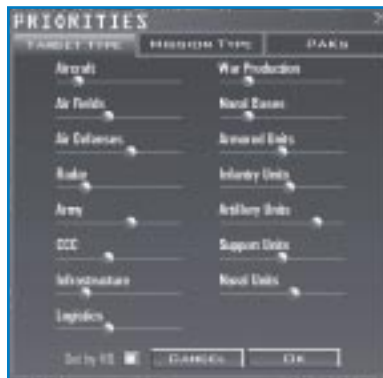 PRIORITIES
TARGET TYPE MISSION TYPE PAKs
Aircraft War Production
Air Fields Naval Bases
Air Defenses Armored Units
Radar Infantry Units
Army Artillery Units
CCC Support Units
Infrastructure Naval Units
Logistics
Set by HQ CANCEL OK